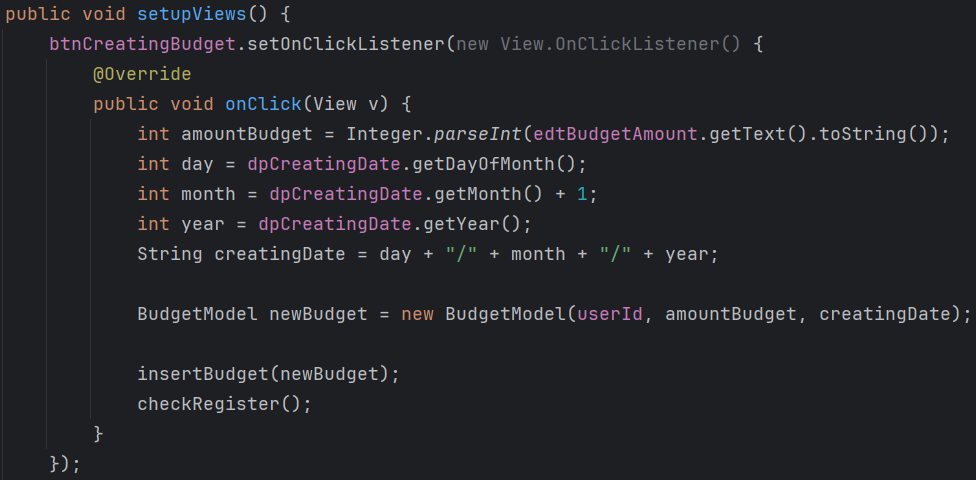 public void setupViews() {
    btnCreatingBudget.setOnClickListener(new View.OnClickListener() {
        @Override
        public void onClick(View v) {
            int amountBudget = Integer.parseInt(edtBudgetAmount.getText().toString());
            int day = dpCreatingDate.getDayOfMonth();
            int month = dpCreatingDate.getMonth() + 1;
            int year = dpCreatingDate.getYear();
            String creatingDate = day + "/" + month + "/" + year;

            BudgetModel newBudget = new BudgetModel(userId, amountBudget, creatingDate);

            insertBudget(newBudget);
            checkRegister();
        }
    });